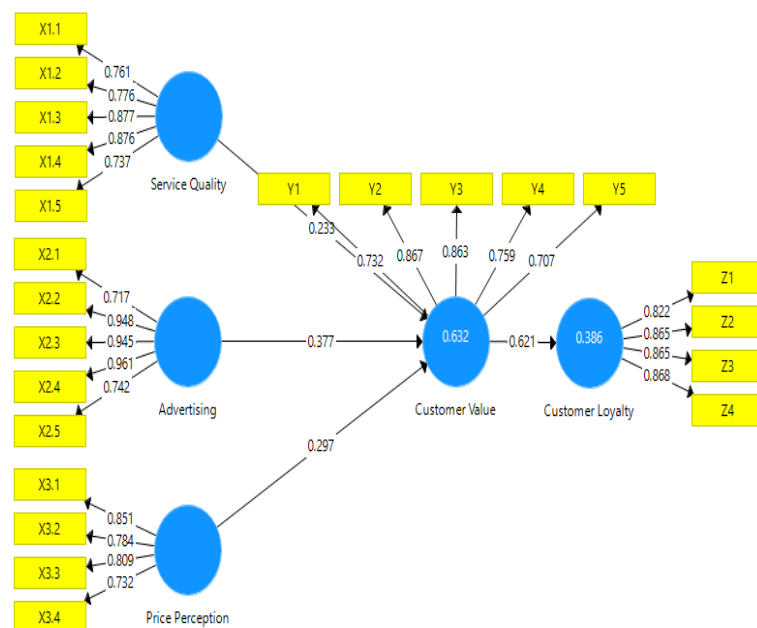 X1.1
0.761
X1.2
0.776
X1.3
0.877
X1.4
0.876
X1.5
0.737
Service Quality
Y1
Y2
Y3
Y4
Y5
0.233
0.732
0.867
0.863
0.759
0.707
X2.1
0.717
X2.2
0.948
X2.3
0.945
X2.4
0.961
X2.5
0.742
Advertising
0.377
0.632
Customer Value
0.621
0.386
Customer Loyalty
Z1
0.822
Z2
0.865
Z3
0.865
Z4
0.868
0.297
X3.1
0.851
X3.2
0.784
X3.3
0.809
X3.4
0.732
Price Perception